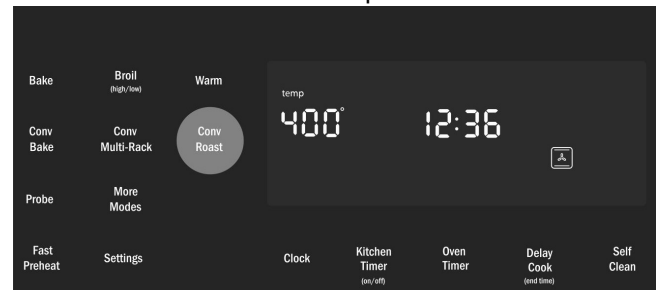 Bake
Broil
(high/low)
Warm
temp
400°
12:36
Conv
Bake
Conv
Multi-Rack
Conv
Roast
Probe
More
Modes
Fast
Preheat
Settings
Clock
Kitchen
Timer
(on/off)
Oven
Timer
Delay
Cook
(end time)
Self
Clean